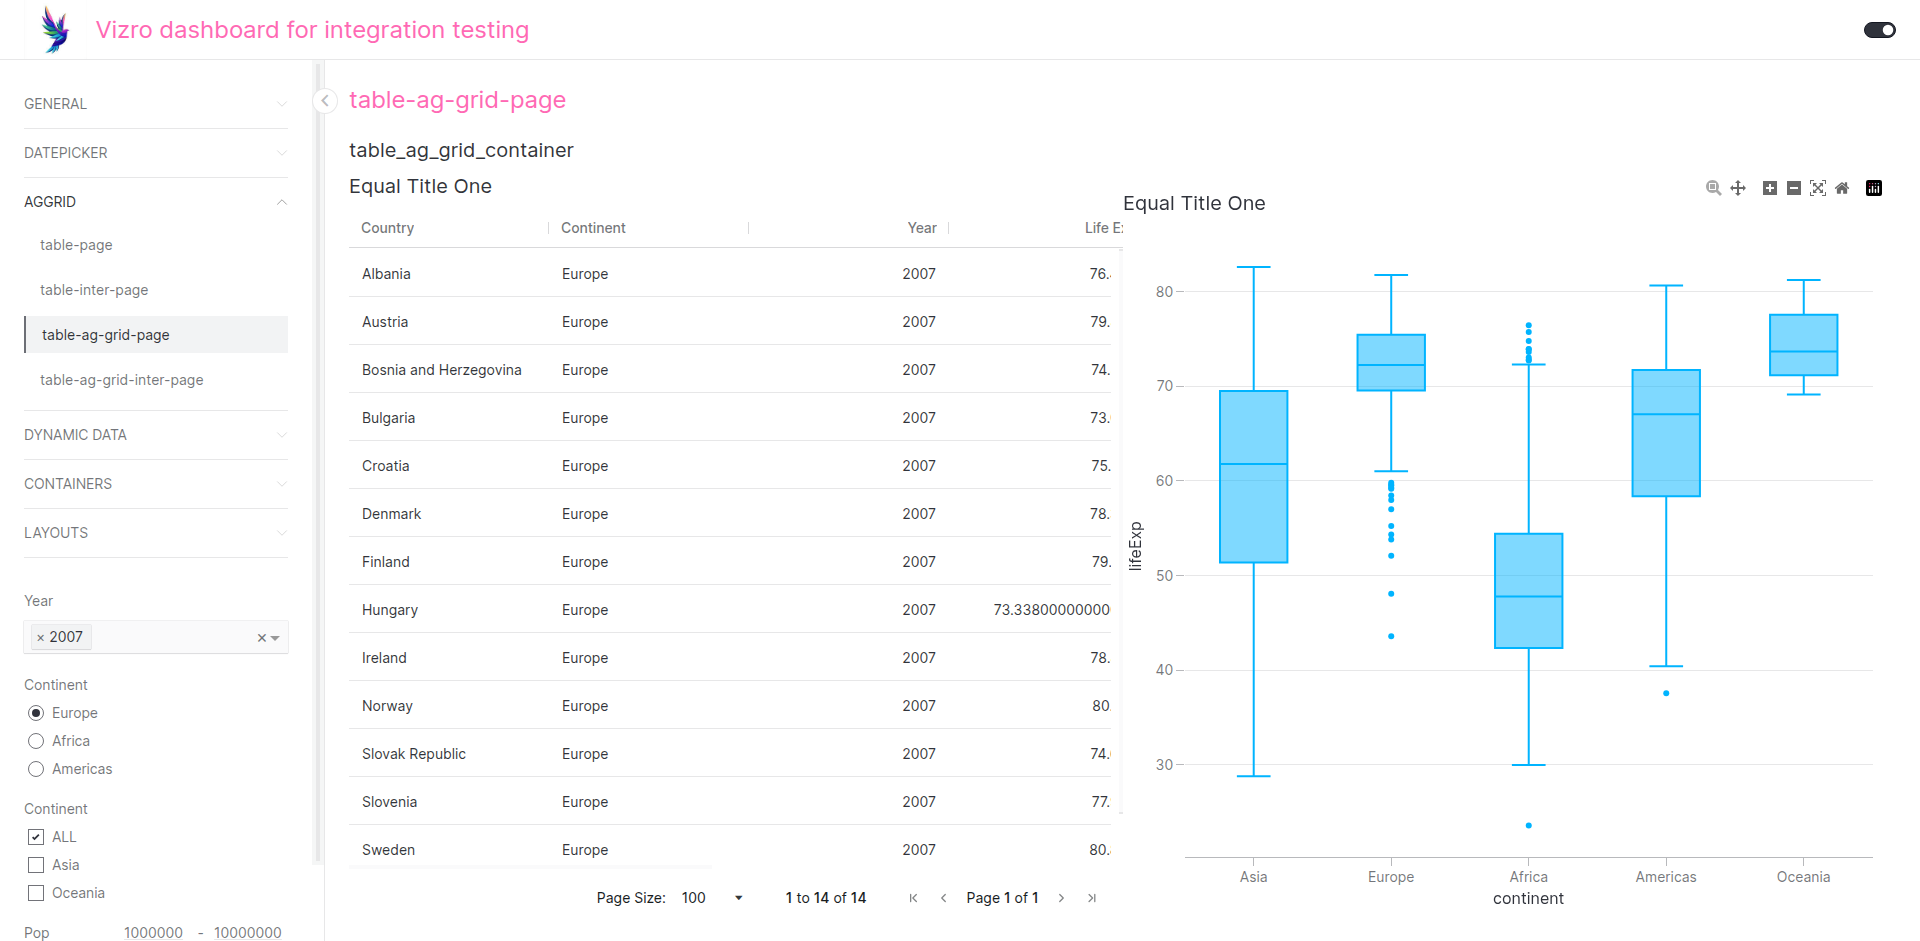 Vizro dashboard for integration testing
GENERAL
DATEPICKER
AGGRID
table-page
table-inter-page
table-ag-grid-page
table-ag-grid-inter-page
DYNAMIC DATA
CONTAINERS
LAYOUTS
Year
× 2007
Continent
Europe
Africa
Americas
Continent
ALL
Asia
Oceania
Pop 1000000 - 10000000
table-ag-grid-page
table_ag_grid_container
Equal Title One
Country Continent Year Life
Albania Europe 2007 76.
Austria Europe 2007 79.
Bosnia and Herzegovina Europe 2007 74.
Bulgaria Europe 2007 73.
Croatia Europe 2007 75.
Denmark Europe 2007 78.
Finland Europe 2007 79.
Hungary Europe 2007 73.33800000000
Ireland Europe 2007 78.
Norway Europe 2007 80.
Slovak Republic Europe 2007 74.
Slovenia Europe 2007 77.
Sweden Europe 2007 80.
Page Size: 100 1 to 14 of 14 Page 1 of 1
Equal Title One
80
70
60
50
40
30
lifeExp
Asia Europe Africa Americas Oceania
continent